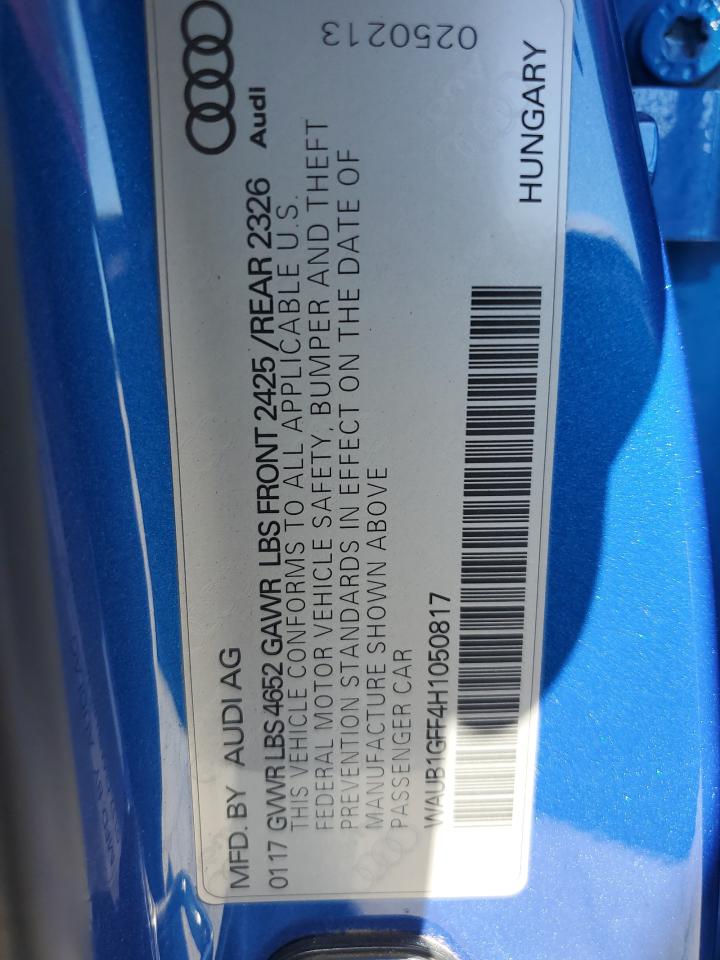 MFD. BY AUDI AG
Audi
0117 GVWR LBS 4652 GAWR LBS FRONT 2425 /REAR 2326
THIS VEHICLE CONFORMS TO ALL APPLICABLE U.S.
FEDERAL MOTOR VEHICLE SAFETY, BUMPER AND THEFT
PREVENTION STANDARDS IN EFFECT ON THE DATE OF
MANUFACTURE SHOWN ABOVE
PASSENGER CAR
WAUB1GFF4H1050817
HUNGARY
0250213